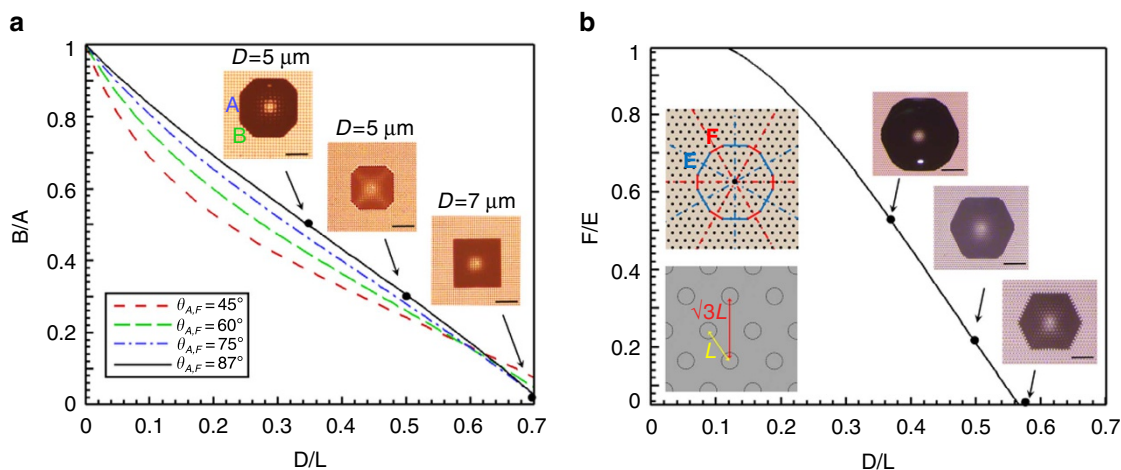 a
B/A
1
0.8
0.6
0.4
0.2
0
0
0.1
0.2
0.3
0.4
0.5
0.6
0.7
D/L
D=5 μm
A
B
D=5 μm
D=7 μm
θA,F = 45°
θA,F = 60°
θA,F = 75°
θA,F = 87°
b
F/E
1
0.8
0.6
0.4
0.2
0
0
0.1
0.2
0.3
0.4
0.5
0.6
0.7
D/L
F
E
√3L
L